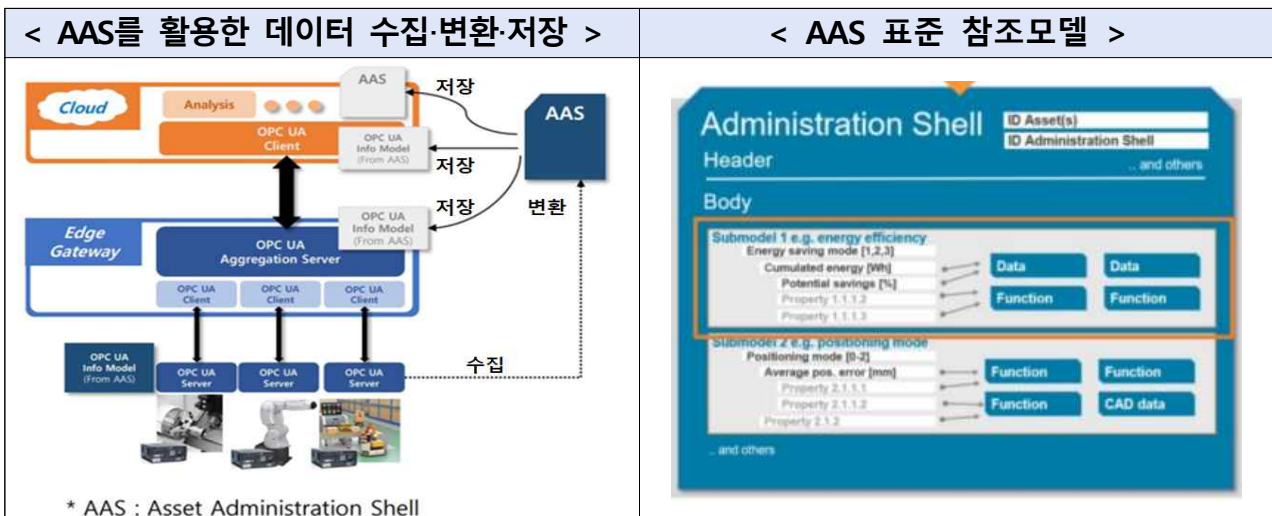 < AAS를 활용한 데이터 수집·변환·저장 >
< AAS 표준 참조모델 >
Cloud
Analysis
AAS
저장
AAS
OPC UA
Client
OPC UA
Info Model
(From AAS)
저장
저장
변환
Edge
Gateway
OPC UA
Info Model
(From AAS)
OPC UA
Aggregation Server
OPC UA
Client
OPC UA
Client
OPC UA
Client
수집
OPC UA
Info Model
(From AAS)
OPC UA
Server
OPC UA
Server
OPC UA
Server
* AAS : Asset Administration Shell
Administration Shell
ID Asset(s)
ID Administration Shell
Header
.. and others
Body
Submodel 1 e.g. energy efficiency
Energy saving mode [1,2,3]
Cumulated energy [Wh]
Potential savings [%]
Property 1.1.1.2
Property 1.1.1.3
Data
Data
Function
Function
Submodel 2 e.g. positioning mode
Positioning mode [0-2]
Average pos. error [mm]
Property 2.1.1.1
Property 2.1.1.2
Property 2.1.2
Function
Function
Function
CAD data
.. and others